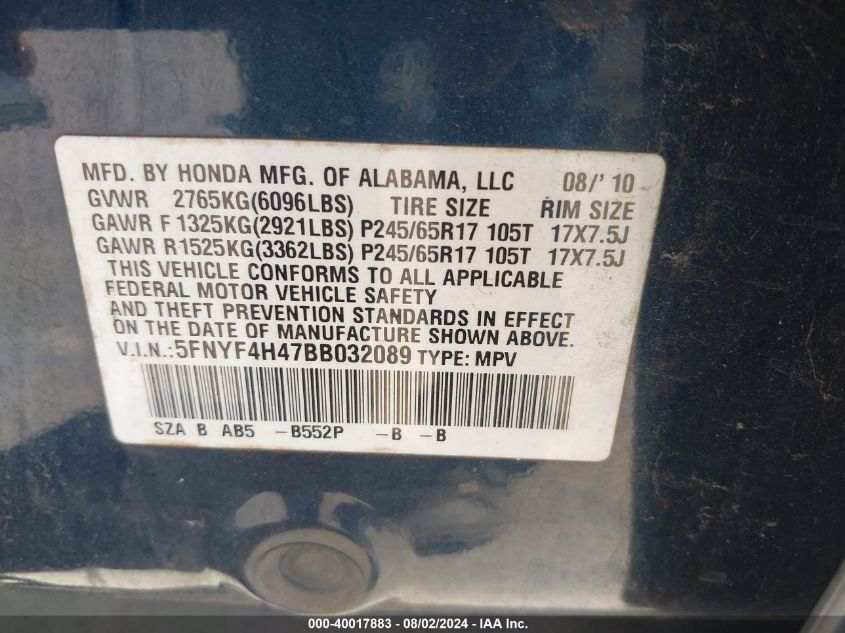 MFD. BY HONDA MFG. OF ALABAMA, LLC 08/' 10
GVWR 2765KG(6096LBS) TIRE SIZE RIM SIZE
GAWR F 1325KG(2921LBS) P245/65R17 105T 17X7.5J
GAWR R1525KG(3362LBS) P245/65R17 105T 17X7.5J
THIS VEHICLE CONFORMS TO ALL APPLICABLE
FEDERAL MOTOR VEHICLE SAFETY
AND THEFT PREVENTION STANDARDS IN EFFECT
ON THE DATE OF MANUFACTURE SHOWN ABOVE.
V.I.N.:5FNYF4H47BB032089 TYPE: MPV
SZA B AB5 -B552P -B -B
000-40017883 - 08/02/2024 - IAA Inc.